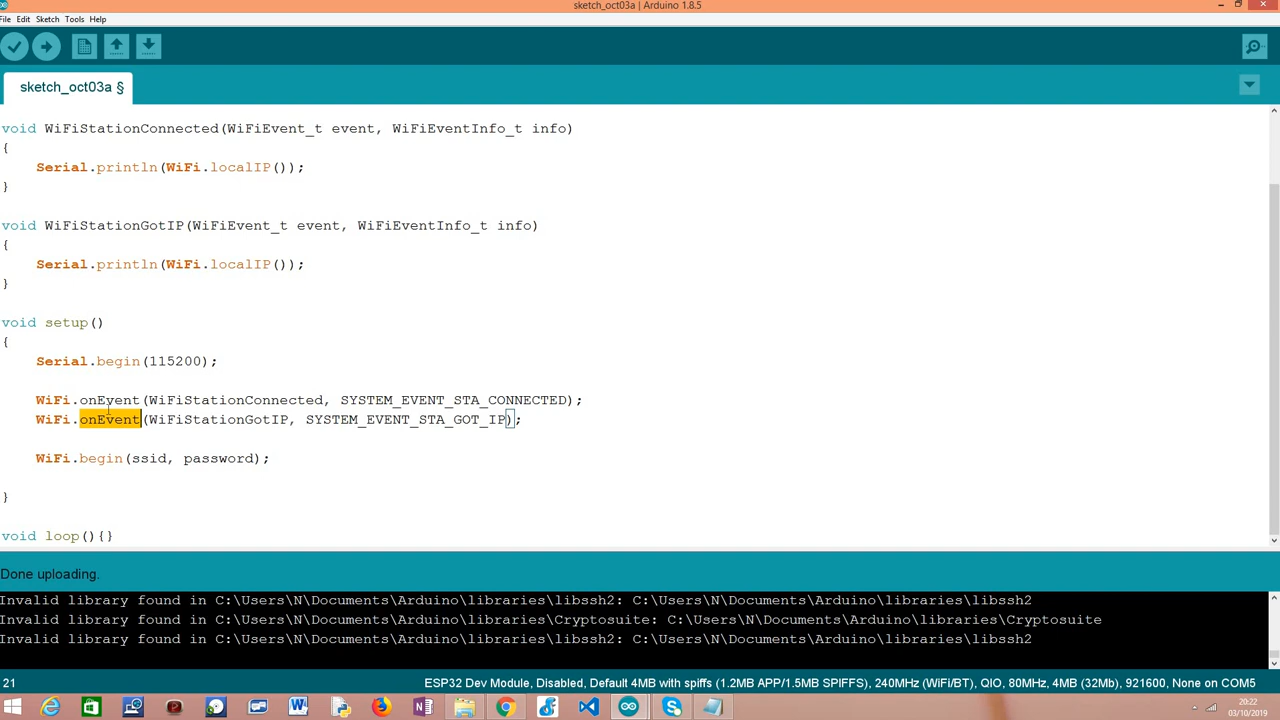 sketch_oct03a | Arduino 1.8.5
File Edit Sketch Tools Help
sketch_oct03a §
void WiFiStationConnected(WiFiEvent_t event, WiFiEventInfo_t info)
{
Serial.println(WiFi.localIP());
}
void WiFiStationGotIP(WiFiEvent_t event, WiFiEventInfo_t info)
{
Serial.println(WiFi.localIP());
}
void setup()
{
Serial.begin(115200);
WiFi.onEvent(WiFiStationConnected, SYSTEM_EVENT_STA_CONNECTED);
WiFi.onEvent(WiFiStationGotIP, SYSTEM_EVENT_STA_GOT_IP);
WiFi.begin(ssid, password);
}
void loop(){}
Done uploading.
Invalid library found in C:\Users\N\Documents\Arduino\libraries\libssh2: C:\Users\N\Documents\Arduino\libraries\libssh2
Invalid library found in C:\Users\N\Documents\Arduino\libraries\Cryptosuite: C:\Users\N\Documents\Arduino\libraries\Cryptosuite
Invalid library found in C:\Users\N\Documents\Arduino\libraries\libssh2: C:\Users\N\Documents\Arduino\libraries\libssh2
21 ESP32 Dev Module, Disabled, Default 4MB with spiffs (1.2MB APP/1.5MB SPIFFS), 240MHz (WiFi/BT), QIO, 80MHz, 4MB (32Mb), 921600, None on COM5
20:22
03/10/2019